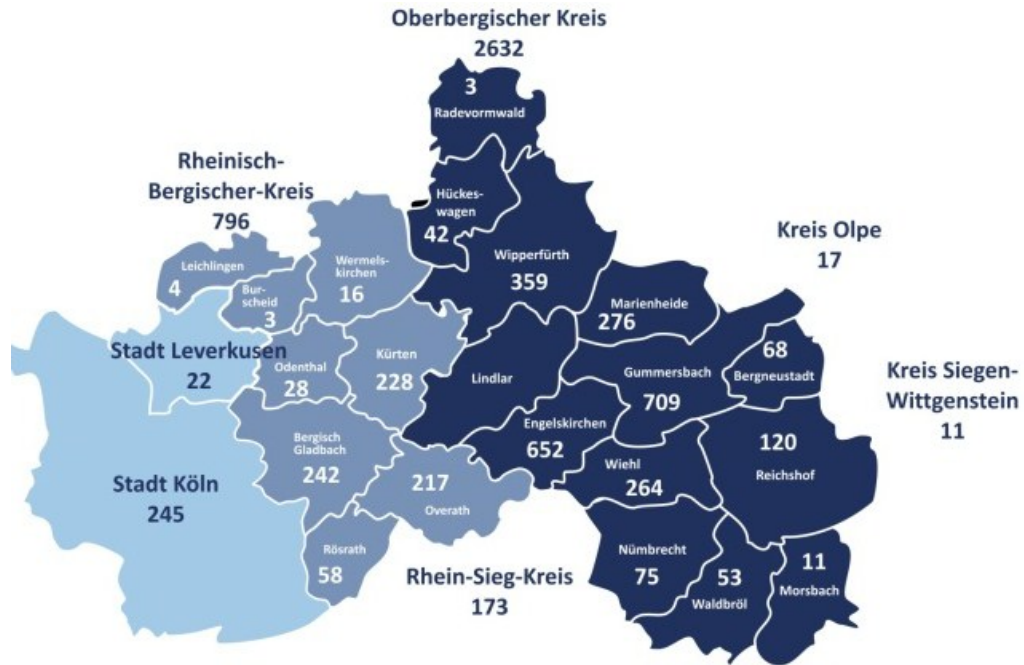 Oberbergischer Kreis
2632
3
Radevormwald
Rheinisch-
Bergischer-Kreis
796
Hückes-
wagen
42
Wipperfürth
359
Kreis Olpe
17
Leichlingen
4
Bur-
scheid
3
Wermels-
kirchen
16
Marienheide
276
Stadt Leverkusen
22
Odenthal
28
Kürten
228
Lindlar
Gummersbach
709
68
Bergneustadt
Kreis Siegen-
Wittgenstein
11
Engelskirchen
652
Bergisch
Gladbach
242
Wiehl
264
120
Reichshof
Stadt Köln
245
217
Overath
Rösrath
58
Rhein-Sieg-Kreis
173
Nümbrecht
75
53
Waldbröl
11
Morsbach